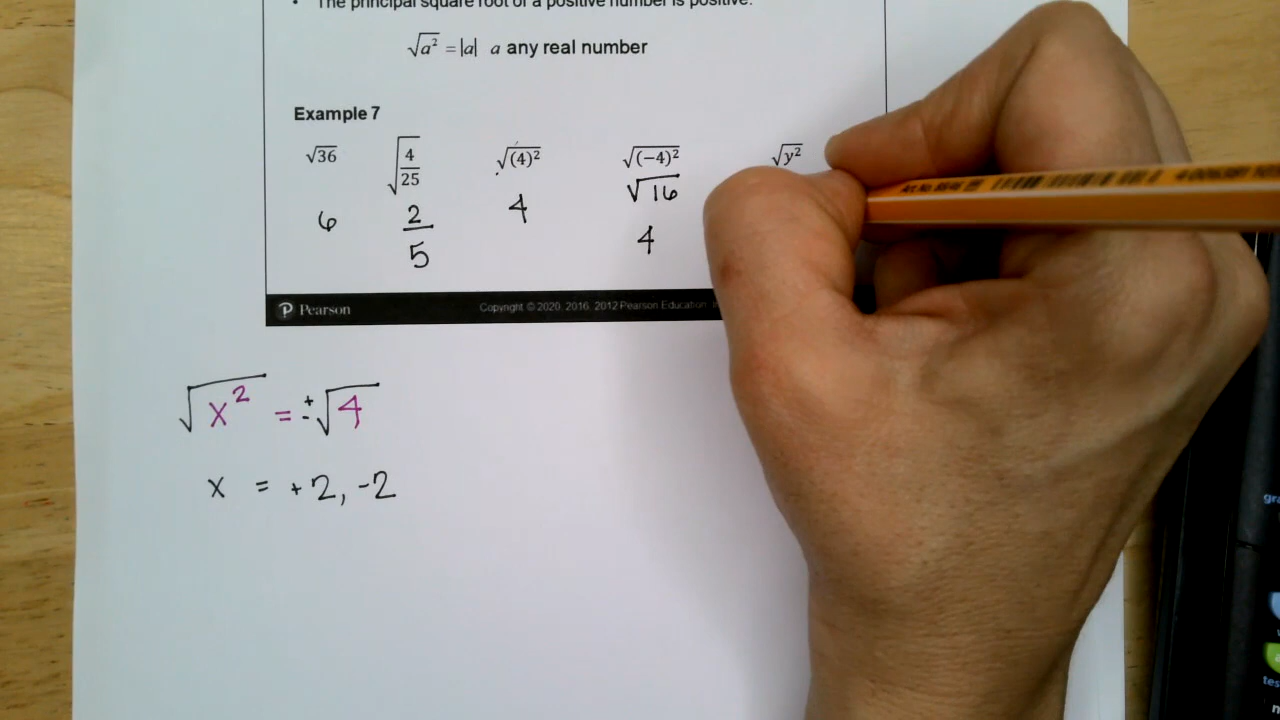 • The principal square root of a positive number is positive.
√a² = |a| a any real number
Example 7
√36 √(4/25) √(4)² √(−4)² √y²
√16
6 2/5 4 4
Pearson Copyright © 2020, 2016, 2012 Pearson Education
√x² = ±√4
x = +2, -2